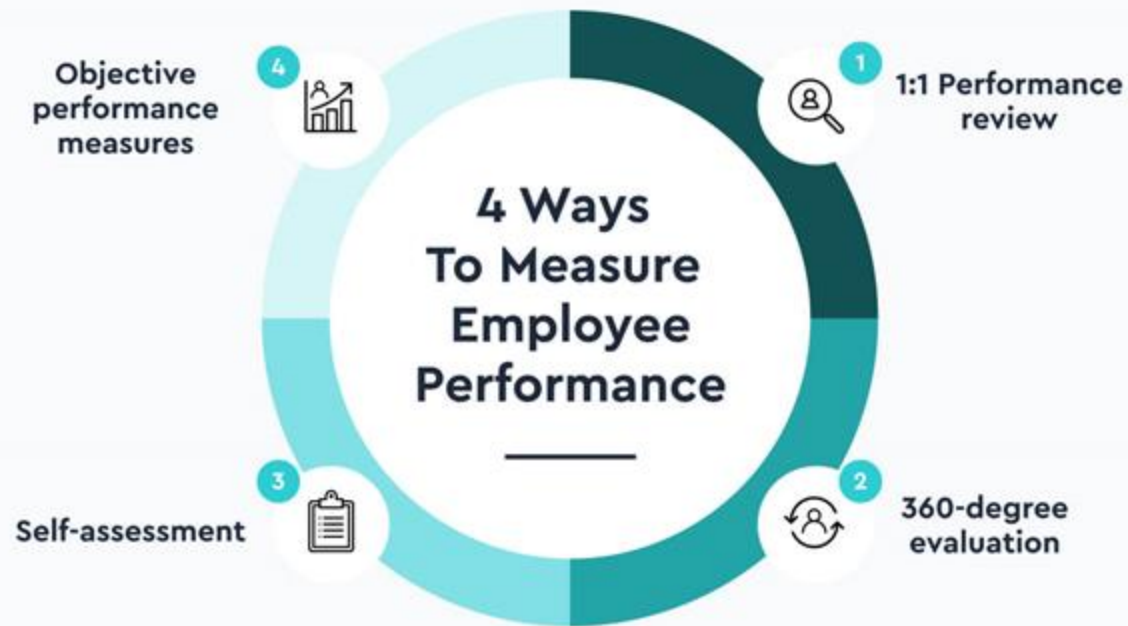 4 Ways
To Measure
Employee
Performance
1
1:1 Performance
review
2
360-degree
evaluation
3
Self-assessment
4
Objective
performance
measures